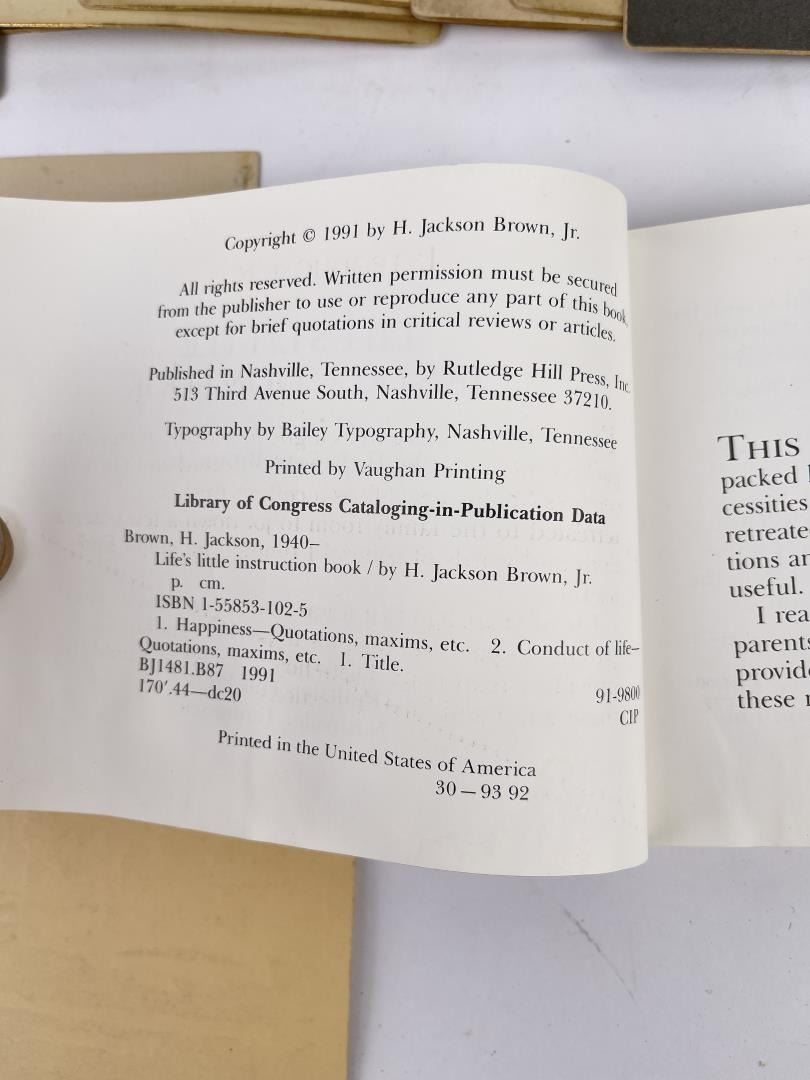 Copyright © 1991 by H. Jackson Brown, Jr.
All rights reserved. Written permission must be secured
from the publisher to use or reproduce any part of this book,
except for brief quotations in critical reviews or articles.
Published in Nashville, Tennessee, by Rutledge Hill Press, Inc.
513 Third Avenue South, Nashville, Tennessee 37210.
Typography by Bailey Typography, Nashville, Tennessee
Printed by Vaughan Printing
Library of Congress Cataloging-in-Publication Data
Brown, H. Jackson, 1940–
Life's little instruction book / by H. Jackson Brown, Jr.
p. cm.
ISBN 1-55853-102-5
1. Happiness—Quotations, maxims, etc. 2. Conduct of life–
Quotations, maxims, etc. 1. Title.
BJ1481.B87 1991
170'.44—dc20
91-9800
CIP
Printed in the United States of America
30 — 93 92
THIS
packed
cessities
retreate
tions an
useful.
I rea
parents
provide
these